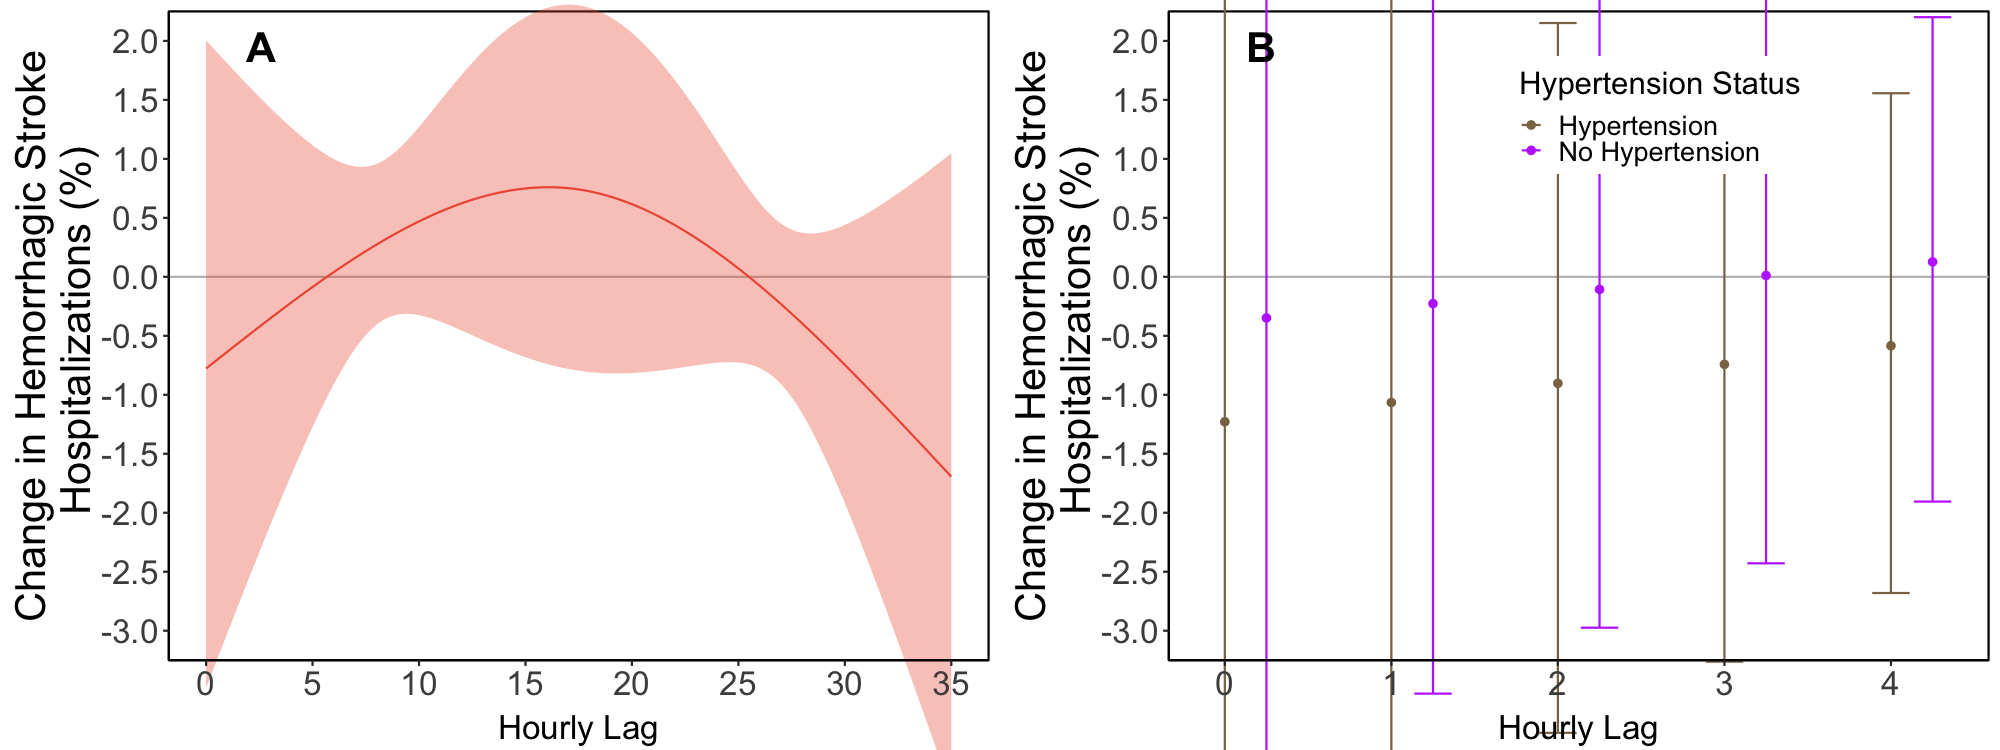 Change in Hemorrhagic Stroke
Hospitalizations (%)
A
2.0
1.5
1.0
0.5
0.0
-0.5
-1.0
-1.5
-2.0
-2.5
-3.0
0 5 10 15 20 25 30 35
Hourly Lag
Change in Hemorrhagic Stroke
Hospitalizations (%)
B
2.0
1.5
1.0
0.5
0.0
-0.5
-1.0
-1.5
-2.0
-2.5
-3.0
Hypertension Status
Hypertension
No Hypertension
0 1 2 3 4
Hourly Lag